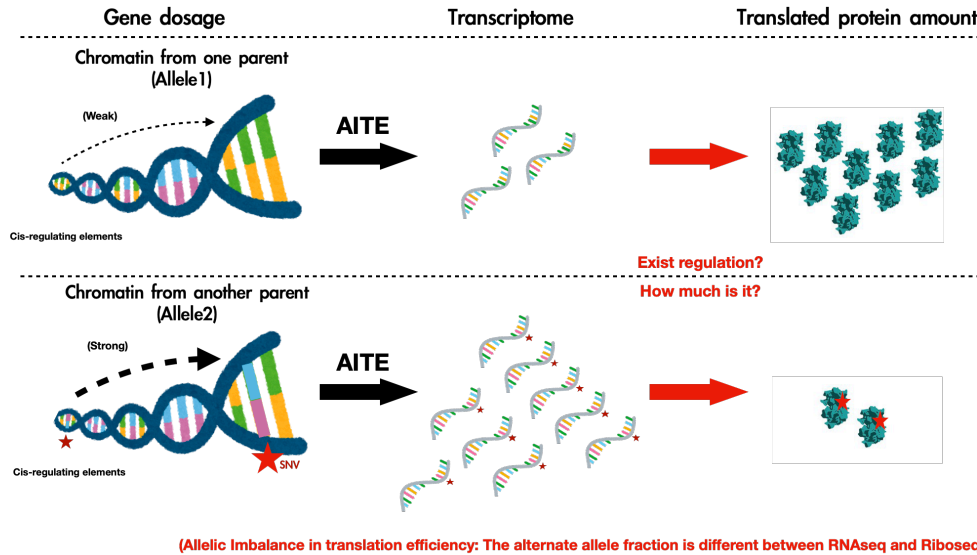 Gene dosage
Transcriptome
Translated protein amount
Chromatin from one parent
(Allele1)
(Weak)
AITE
Cis-regulating elements
Exist regulation?
How much is it?
Chromatin from another parent
(Allele2)
(Strong)
AITE
SNV
Cis-regulating elements
(Allelic Imbalance in translation efficiency: The alternate allele fraction is different between RNAseq and Riboseq